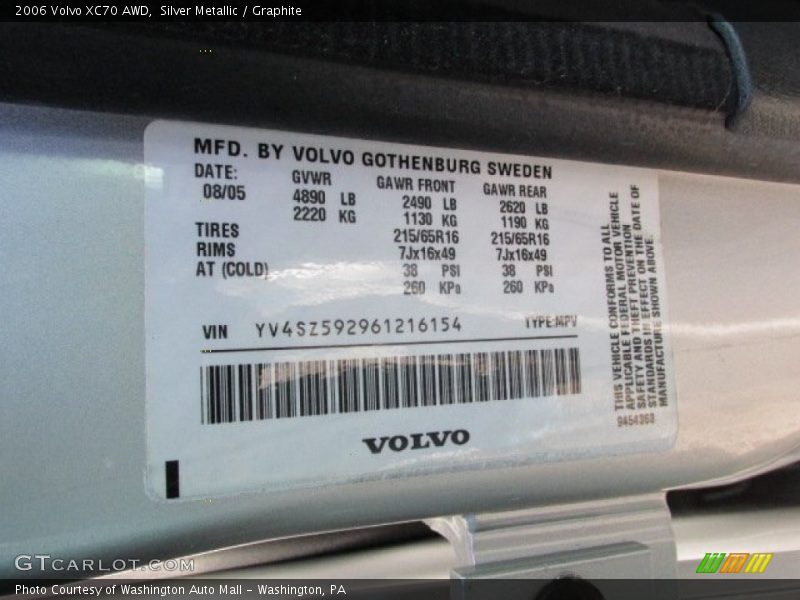 2006 Volvo XC70 AWD, Silver Metallic / Graphite
MFD. BY VOLVO GOTHENBURG SWEDEN
DATE: GVWR GAWR FRONT GAWR REAR
08/05 4890 LB 2490 LB 2620 LB
2220 KG 1130 KG 1190 KG
TIRES 215/65R16 215/65R16
RIMS 7Jx16x49 7Jx16x49
AT (COLD) 38 PSI 38 PSI
260 KPa 260 KPa
VIN YV4SZ592961216154 TYPE:MPV
VOLVO
THIS VEHICLE CONFORMS TO ALL
APPLICABLE FEDERAL MOTOR VEHICLE
SAFETY AND THEFT PREVENTION
STANDARDS IN EFFECT ON THE DATE OF
MANUFACTURE SHOWN ABOVE.
9454363
GTCARLOT.COM
Photo Courtesy of Washington Auto Mall - Washington, PA